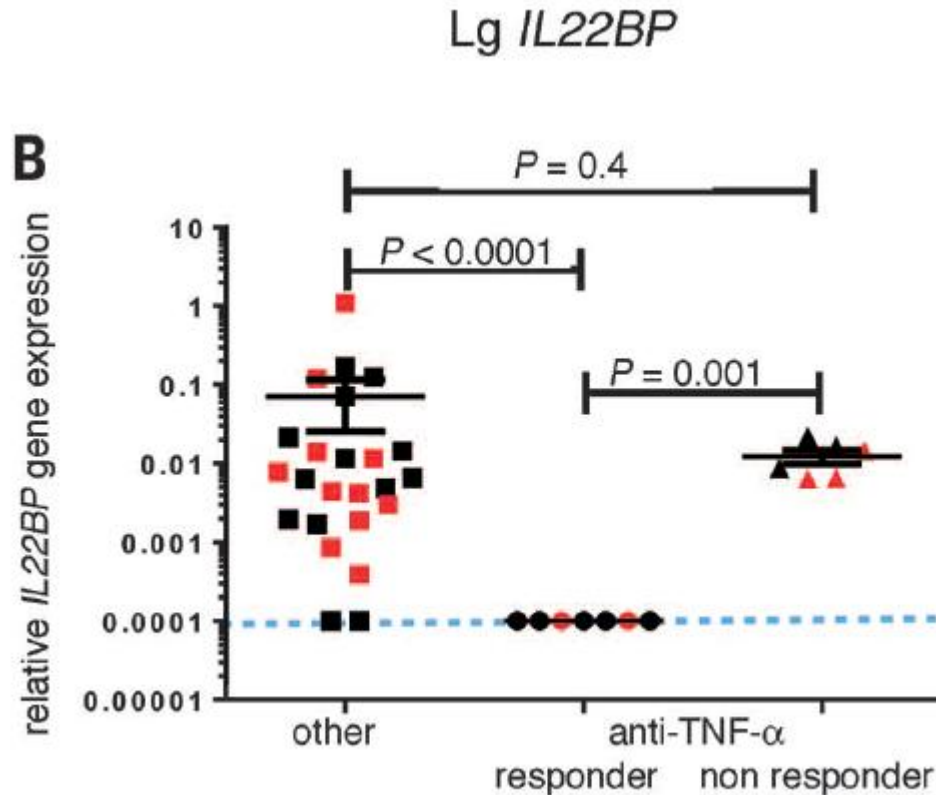 Lg IL22BP
B
relative IL22BP gene expression
P = 0.4
P < 0.0001
P = 0.001
10
1
0.1
0.01
0.001
0.0001
0.00001
other
anti-TNF-α
responder
non responder